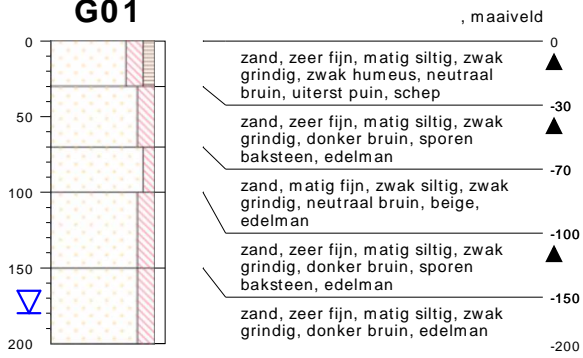 G01
, maaiveld
0
0
zand, zeer fijn, matig siltig, zwak
grindig, zwak humeus, neutraal
bruin, uiterst puin, schep
-30
50
zand, zeer fijn, matig siltig, zwak
grindig, donker bruin, sporen
baksteen, edelman
-70
100
zand, matig fijn, zwak siltig, zwak
grindig, neutraal bruin, beige,
edelman
-100
150
zand, zeer fijn, matig siltig, zwak
grindig, donker bruin, sporen
baksteen, edelman
-150
zand, zeer fijn, matig siltig, zwak
grindig, donker bruin, edelman
200
-200